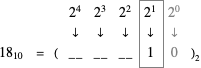 2⁴ 2³ 2² 2¹ 2⁰
↓ ↓ ↓ ↓ ↓
18₁₀ = ( __ __ __ 1 0 )₂